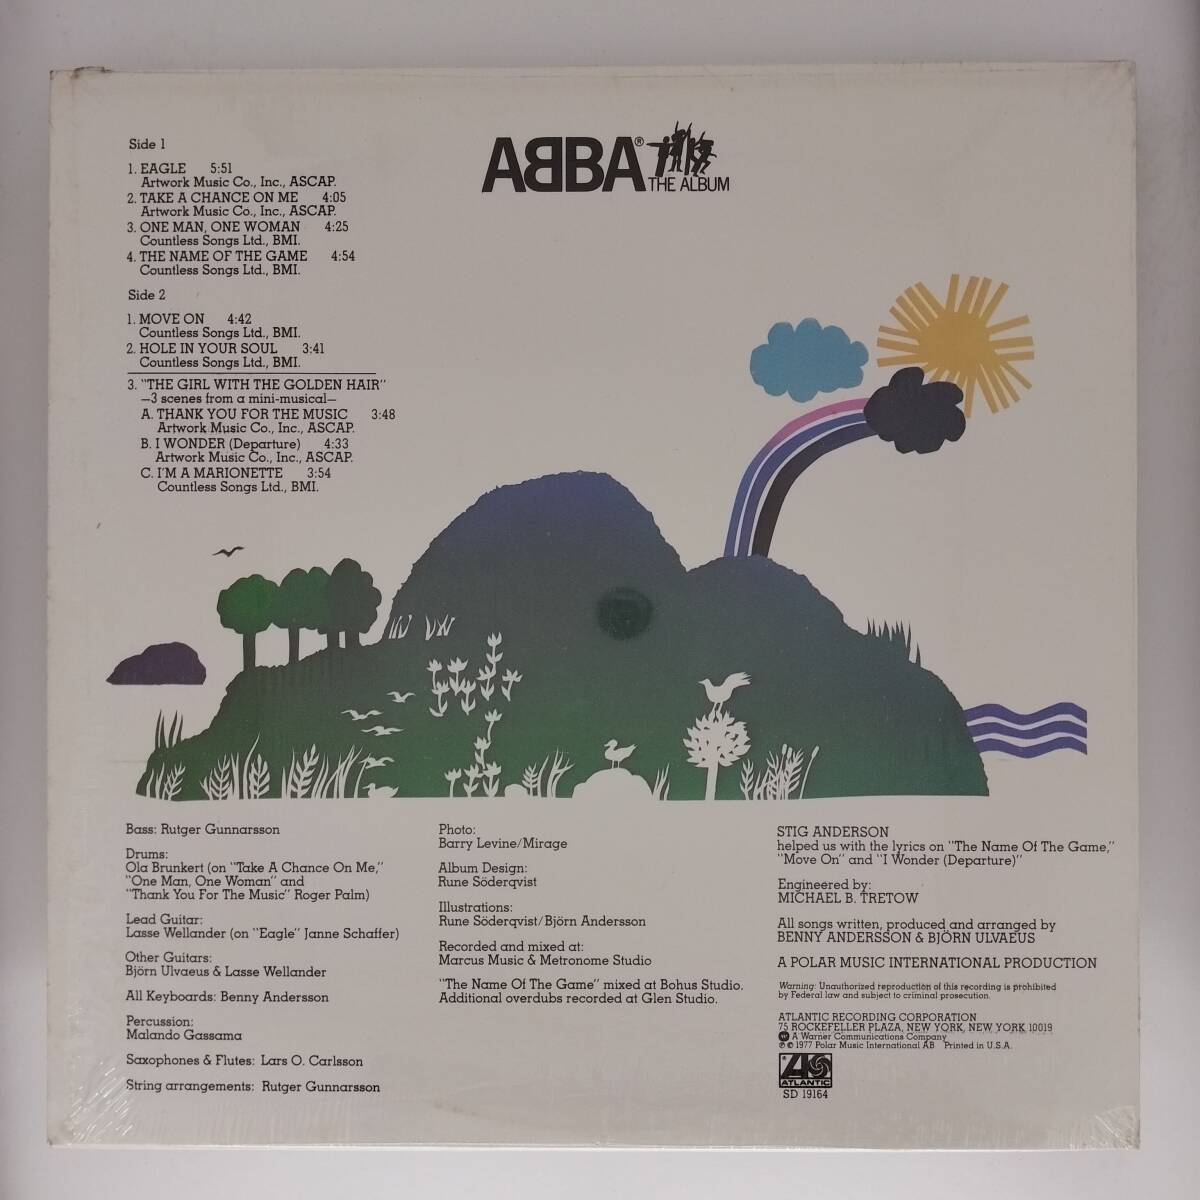 Side 1
1. EAGLE 5:51
Artwork Music Co., Inc., ASCAP.
2. TAKE A CHANCE ON ME 4:05
Artwork Music Co., Inc., ASCAP.
3. ONE MAN, ONE WOMAN 4:25
Countless Songs Ltd., BMI.
4. THE NAME OF THE GAME 4:54
Countless Songs Ltd., BMI.
Side 2
1. MOVE ON 4:42
Countless Songs Ltd., BMI.
2. HOLE IN YOUR SOUL 3:41
Countless Songs Ltd., BMI.
3. "THE GIRL WITH THE GOLDEN HAIR"
—3 scenes from a mini-musical—
A. THANK YOU FOR THE MUSIC 3:48
Artwork Music Co., Inc., ASCAP.
B. I WONDER (Departure) 4:33
Artwork Music Co., Inc., ASCAP.
C. I'M A MARIONETTE 3:54
Countless Songs Ltd., BMI.
AᗺBA®
THE ALBUM
Bass: Rutger Gunnarsson
Drums:
Ola Brunkert (on "Take A Chance On Me,"
"One Man, One Woman" and
"Thank You For The Music" Roger Palm)
Lead Guitar:
Lasse Wellander (on "Eagle" Janne Schaffer)
Other Guitars:
Björn Ulvaeus & Lasse Wellander
All Keyboards: Benny Andersson
Percussion:
Malando Gassama
Saxophones & Flutes: Lars O. Carlsson
String arrangements: Rutger Gunnarsson
Photo:
Barry Levine/Mirage
Album Design:
Rune Söderqvist
Illustrations:
Rune Söderqvist/Björn Andersson
Recorded and mixed at:
Marcus Music & Metronome Studio
"The Name Of The Game" mixed at Bohus Studio.
Additional overdubs recorded at Glen Studio.
STIG ANDERSON
helped us with the lyrics on "The Name Of The Game,"
"Move On" and "I Wonder (Departure)"
Engineered by:
MICHAEL B. TRETOW
All songs written, produced and arranged by
BENNY ANDERSSON & BJÖRN ULVAEUS
A POLAR MUSIC INTERNATIONAL PRODUCTION
Warning: Unauthorized reproduction of this recording is prohibited
by Federal law and subject to criminal prosecution.
ATLANTIC RECORDING CORPORATION
75 ROCKEFELLER PLAZA, NEW YORK, NEW YORK 10019
A Warner Communications Company
℗ © 1977 Polar Music International AB Printed in U.S.A.
ATLANTIC
SD 19164